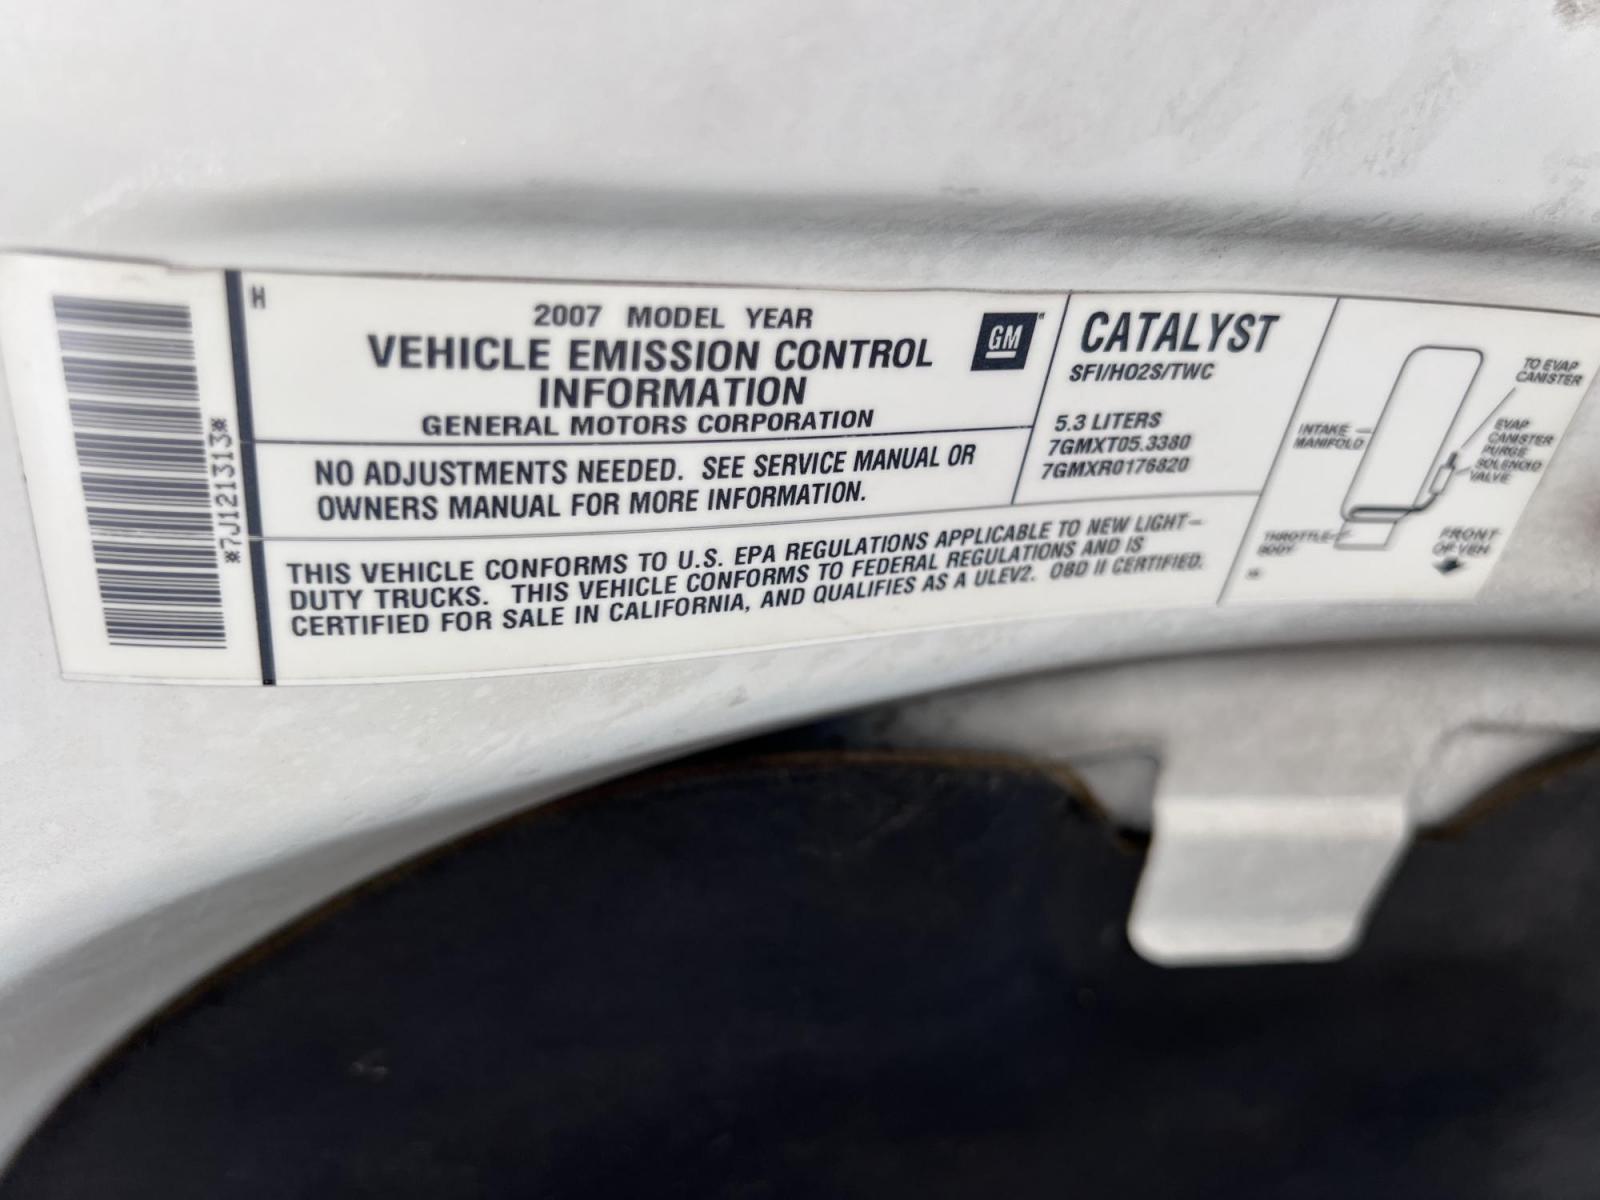 *7J121313*
H
2007 MODEL YEAR
VEHICLE EMISSION CONTROL
INFORMATION
GENERAL MOTORS CORPORATION
GM
NO ADJUSTMENTS NEEDED. SEE SERVICE MANUAL OR
OWNERS MANUAL FOR MORE INFORMATION.
THIS VEHICLE CONFORMS TO U.S. EPA REGULATIONS APPLICABLE TO NEW LIGHT-
DUTY TRUCKS. THIS VEHICLE CONFORMS TO FEDERAL REGULATIONS AND IS
CERTIFIED FOR SALE IN CALIFORNIA, AND QUALIFIES AS A ULEV2. OBD II CERTIFIED.
CATALYST
SFI/HO2S/TWC
5.3 LITERS
7GMXT05.3380
7GMXR0176820
TO EVAP
CANISTER
INTAKE
MANIFOLD
EVAP
CANISTER
PURGE
SOLENOID
VALVE
THROTTLE
BODY
FRONT
OF VEH